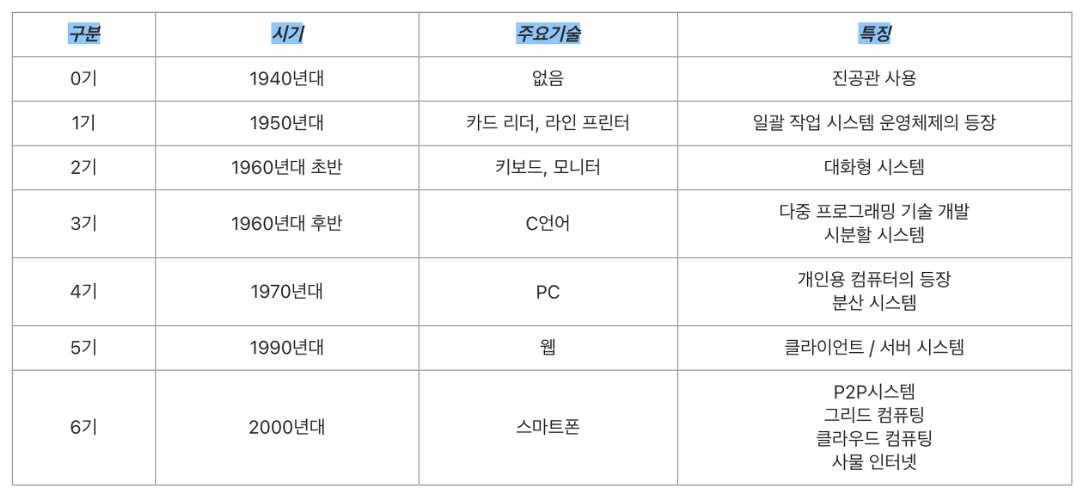 구분 시기 주요기술 특징
0기 1940년대 없음 진공관 사용
1기 1950년대 카드 리더, 라인 프린터 일괄 작업 시스템 운영체제의 등장
2기 1960년대 초반 키보드, 모니터 대화형 시스템
3기 1960년대 후반 C언어 다중 프로그래밍 기술 개발
시분할 시스템
4기 1970년대 PC 개인용 컴퓨터의 등장
분산 시스템
5기 1990년대 웹 클라이언트 / 서버 시스템
6기 2000년대 스마트폰 P2P시스템
그리드 컴퓨팅
클라우드 컴퓨팅
사물 인터넷